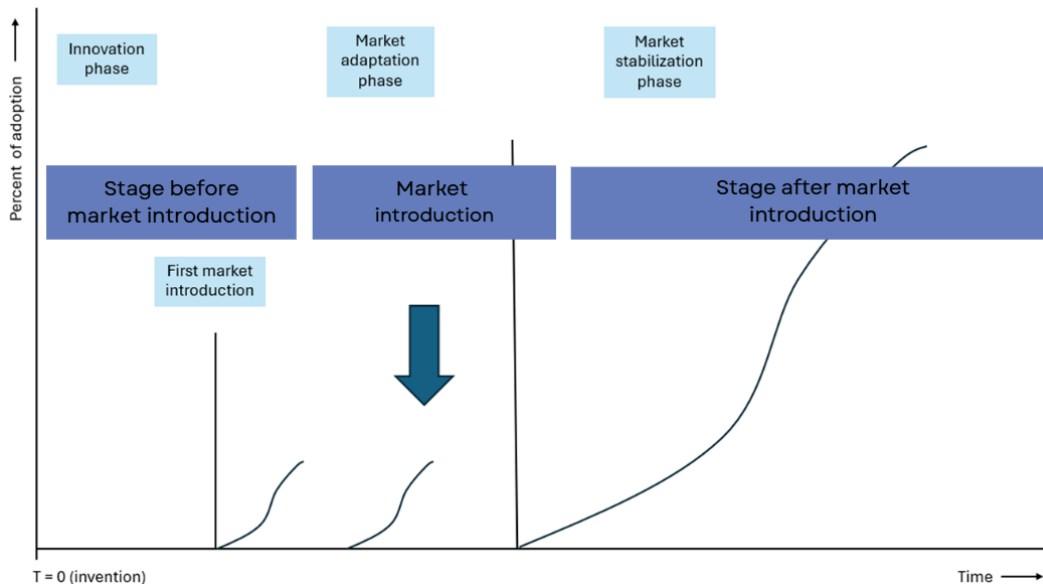 Percent of adoption
Innovation
phase
Market
adaptation
phase
Market
stabilization
phase
Stage before
market introduction
Market
introduction
Stage after market
introduction
First market
introduction
T = 0 (invention)
Time